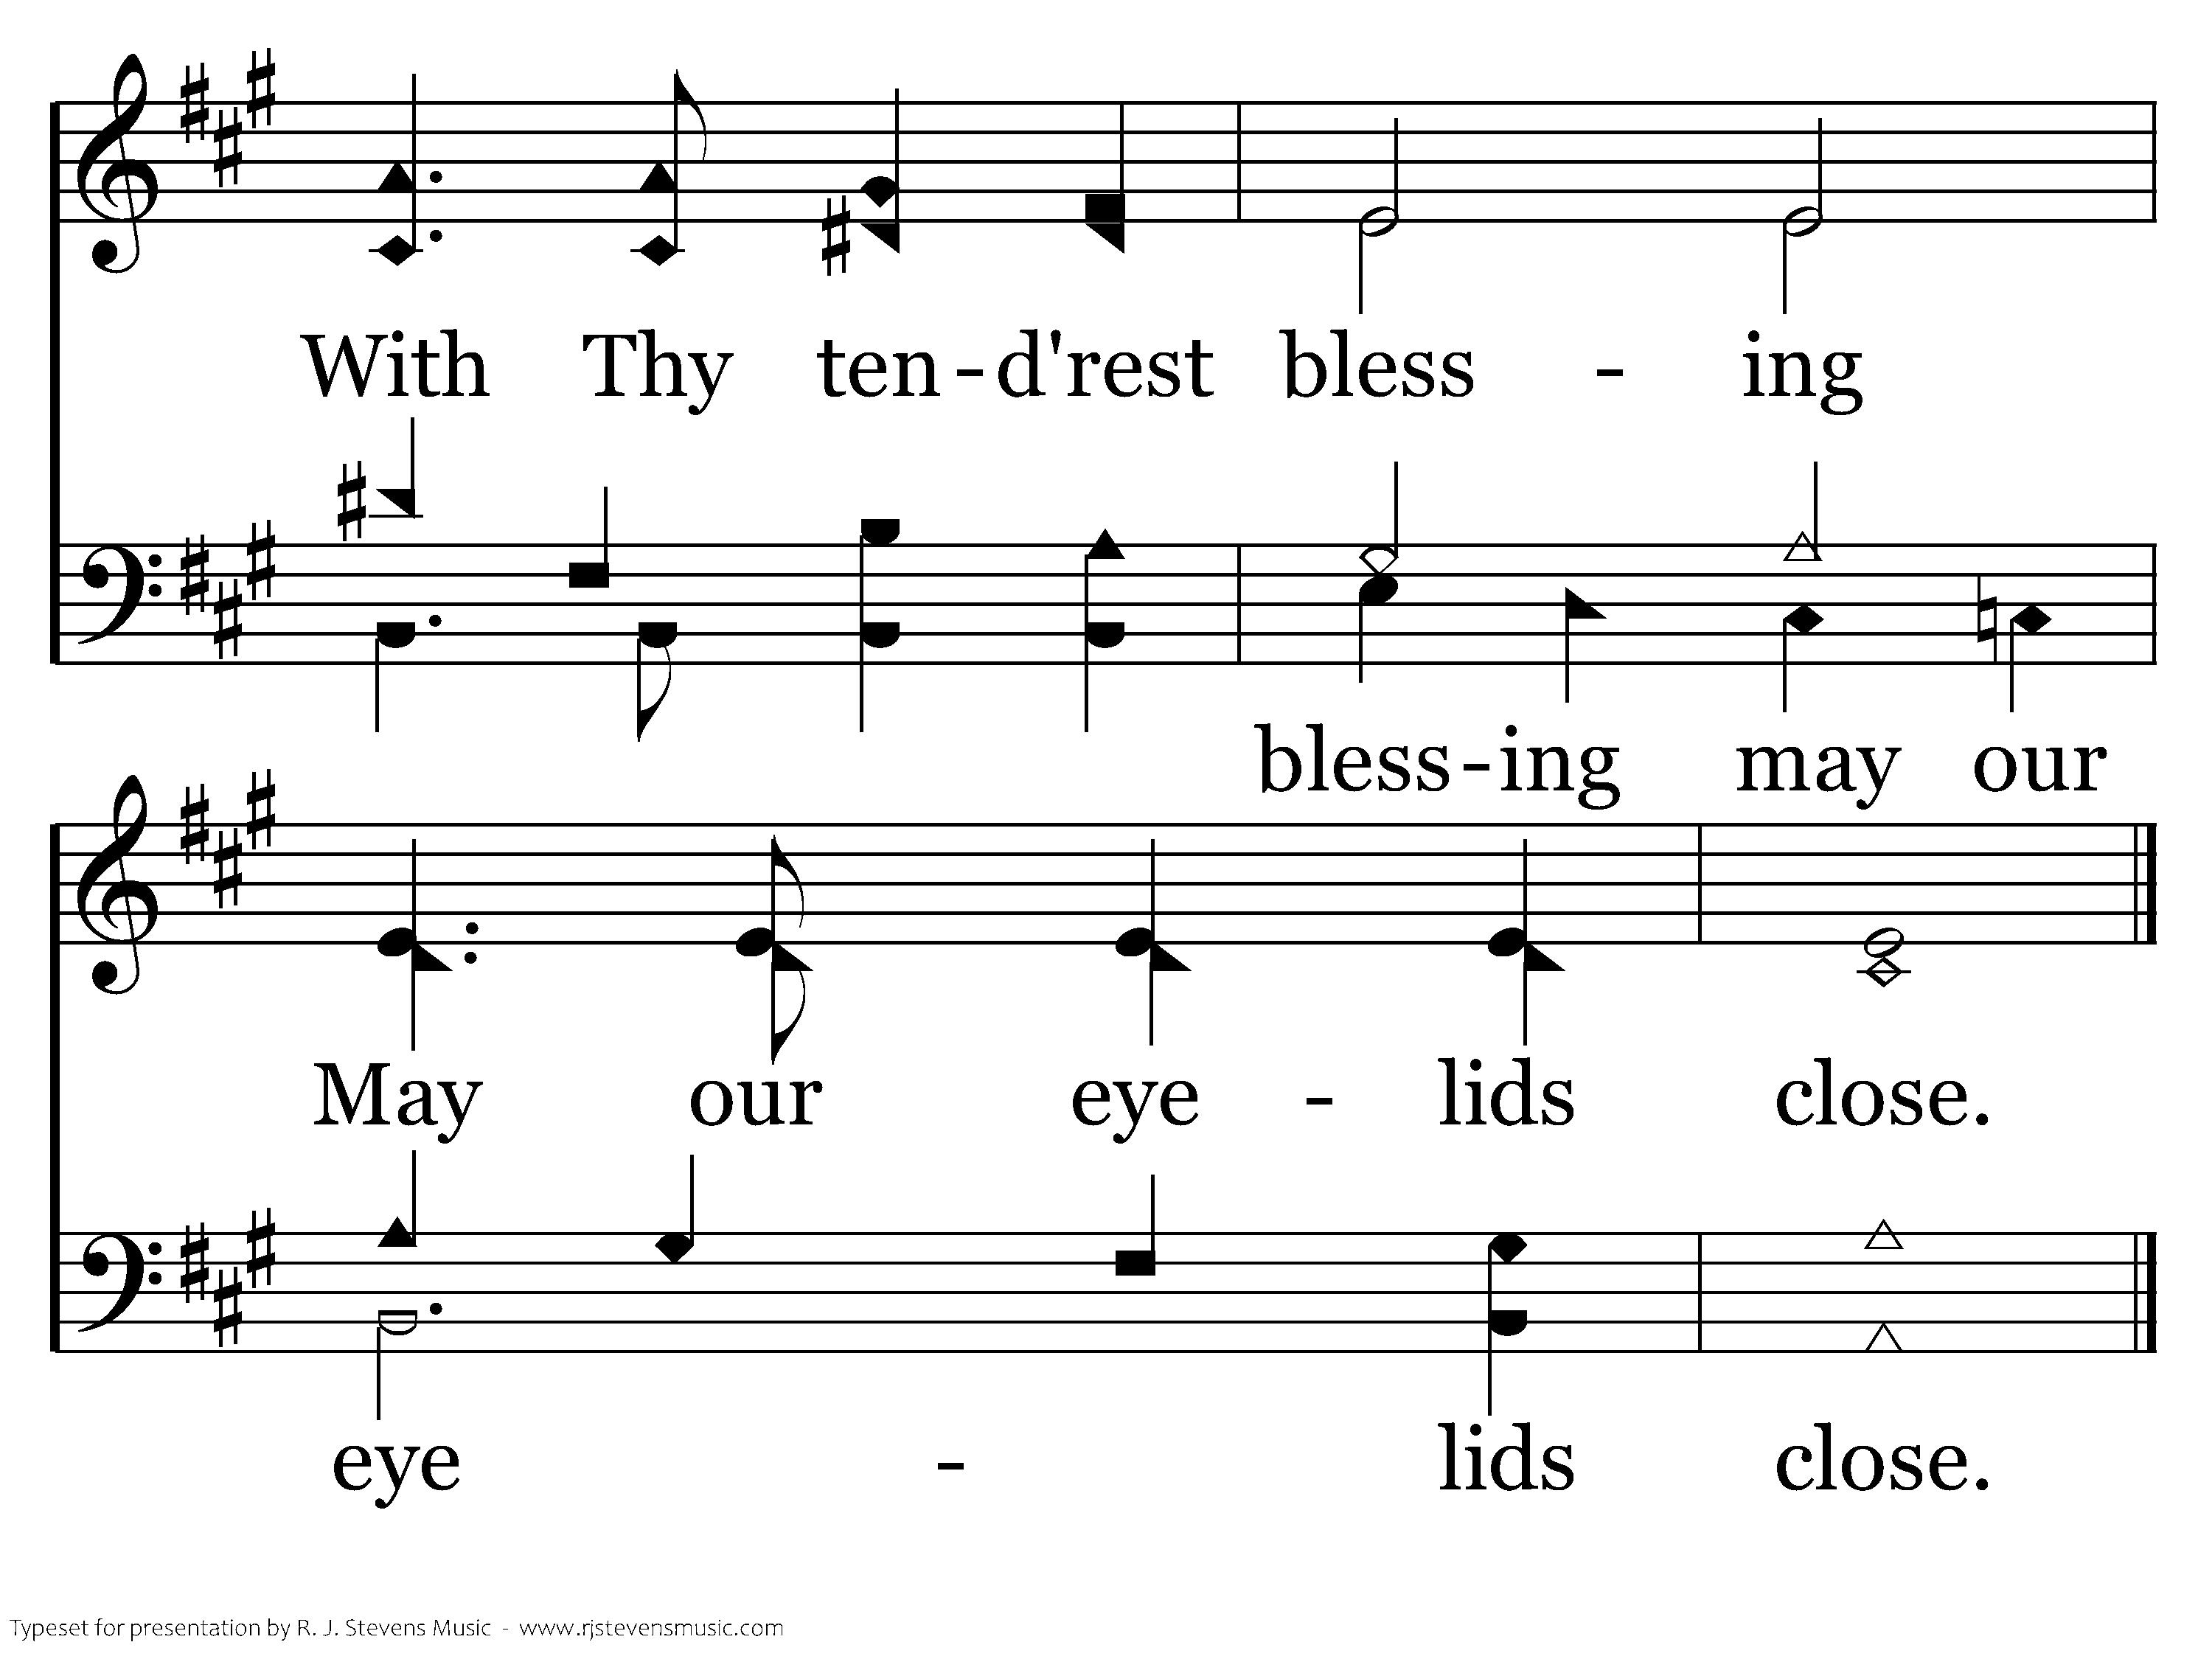 With Thy ten-d'rest bless - ing
bless-ing may our
May our eye - lids close.
eye - lids close.
Typeset for presentation by R. J. Stevens Music - www.rjstevensmusic.com